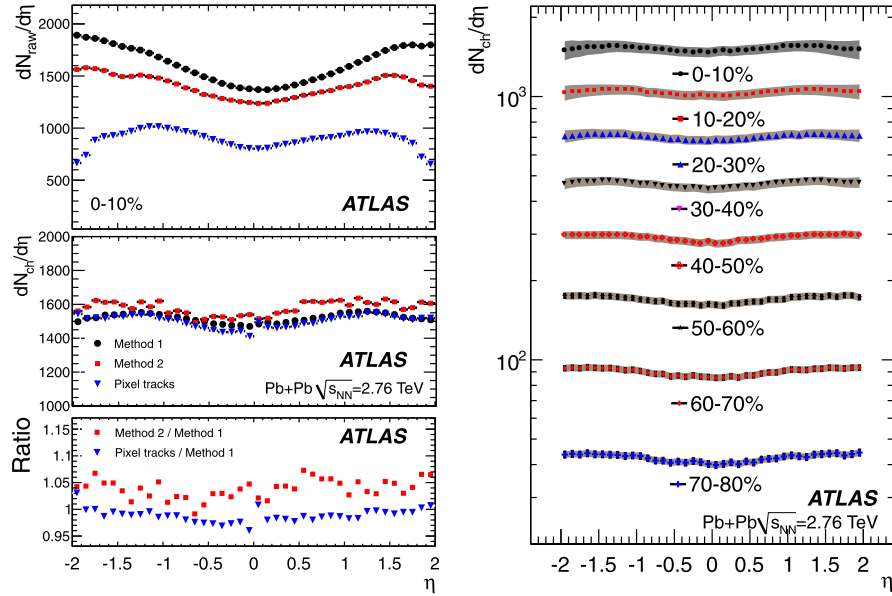 dN_raw/dη
2000
1500
1000
500
0-10%
ATLAS
dN_ch/dη
2000
1800
1600
1400
1200
1000
Method 1
Method 2
Pixel tracks
ATLAS
Pb+Pb √s_NN=2.76 TeV
Ratio
1.15
1.1
1.05
1
0.95
Method 2 / Method 1
Pixel tracks / Method 1
ATLAS
-2 -1.5 -1 -0.5 0 0.5 1 1.5 2
η
dN_ch/dη
10³
10²
0-10%
10-20%
20-30%
30-40%
40-50%
50-60%
60-70%
70-80%
ATLAS
Pb+Pb √s_NN=2.76 TeV
-2 -1.5 -1 -0.5 0 0.5 1 1.5 2
η